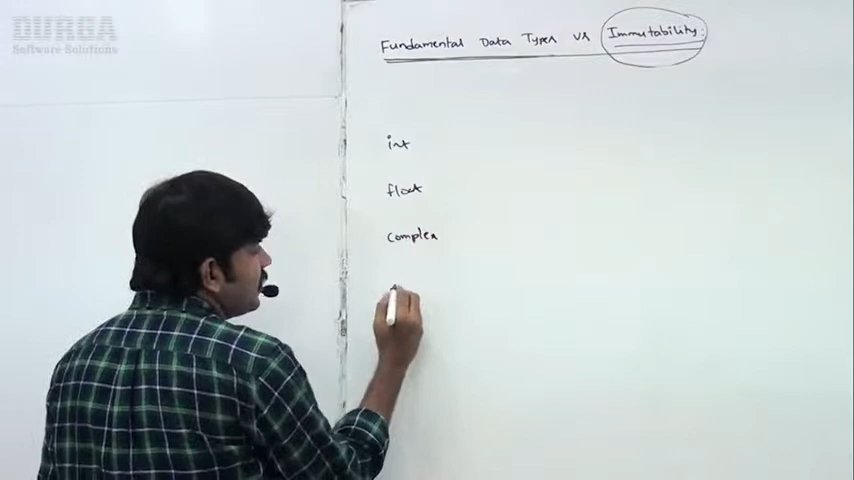 DURGA
Software Solutions
Fundamental Data Types vs Immutability:
int
float
complex